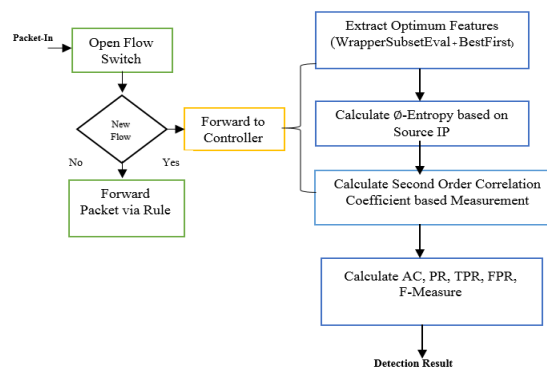 Packet-In
Open Flow
Switch
New
Flow
No
Yes
Forward
Packet via Rule
Forward to
Controller
Extract Optimum Features
(WrapperSubsetEval+BestFirst)
Calculate Ø-Entropy based on
Source IP
Calculate Second Order Correlation
Coefficient based Measurement
Calculate AC, PR, TPR, FPR,
F-Measure
Detection Result